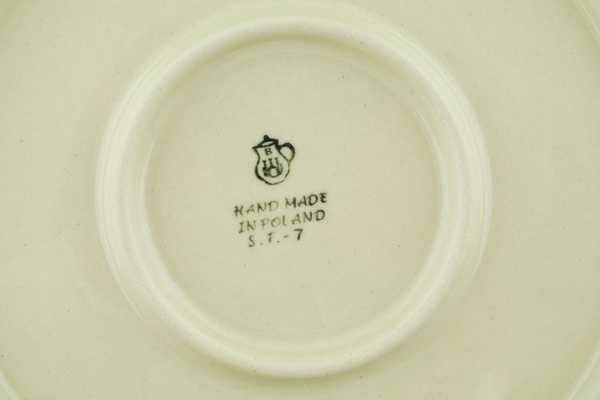 B
HAND MADE
IN POLAND
S.F.-7